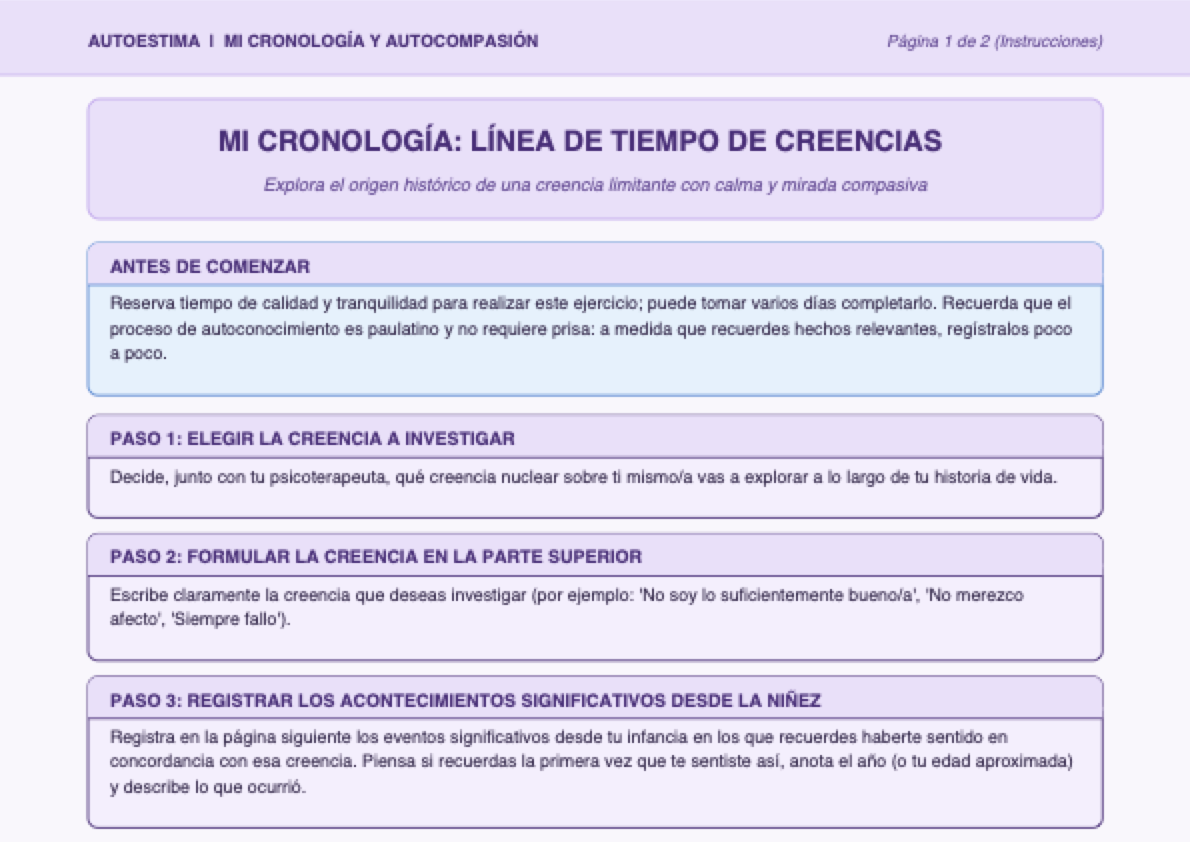 AUTOESTIMA | MI CRONOLOGÍA Y AUTOCOMPASIÓN
Página 1 de 2 (Instrucciones)
MI CRONOLOGÍA: LÍNEA DE TIEMPO DE CREENCIAS
Explora el origen histórico de una creencia limitante con calma y mirada compasiva
ANTES DE COMENZAR
Reserva tiempo de calidad y tranquilidad para realizar este ejercicio; puede tomar varios días completarlo. Recuerda que el
proceso de autoconocimiento es paulatino y no requiere prisa: a medida que recuerdes hechos relevantes, regístralos poco
a poco.
PASO 1: ELEGIR LA CREENCIA A INVESTIGAR
Decide, junto con tu psicoterapeuta, qué creencia nuclear sobre ti mismo/a vas a explorar a lo largo de tu historia de vida.
PASO 2: FORMULAR LA CREENCIA EN LA PARTE SUPERIOR
Escribe claramente la creencia que deseas investigar (por ejemplo: 'No soy lo suficientemente bueno/a', 'No merezco
afecto', 'Siempre fallo').
PASO 3: REGISTRAR LOS ACONTECIMIENTOS SIGNIFICATIVOS DESDE LA NIÑEZ
Registra en la página siguiente los eventos significativos desde tu infancia en los que recuerdes haberte sentido en
concordancia con esa creencia. Piensa si recuerdas la primera vez que te sentiste así, anota el año (o tu edad aproximada)
y describe lo que ocurrió.